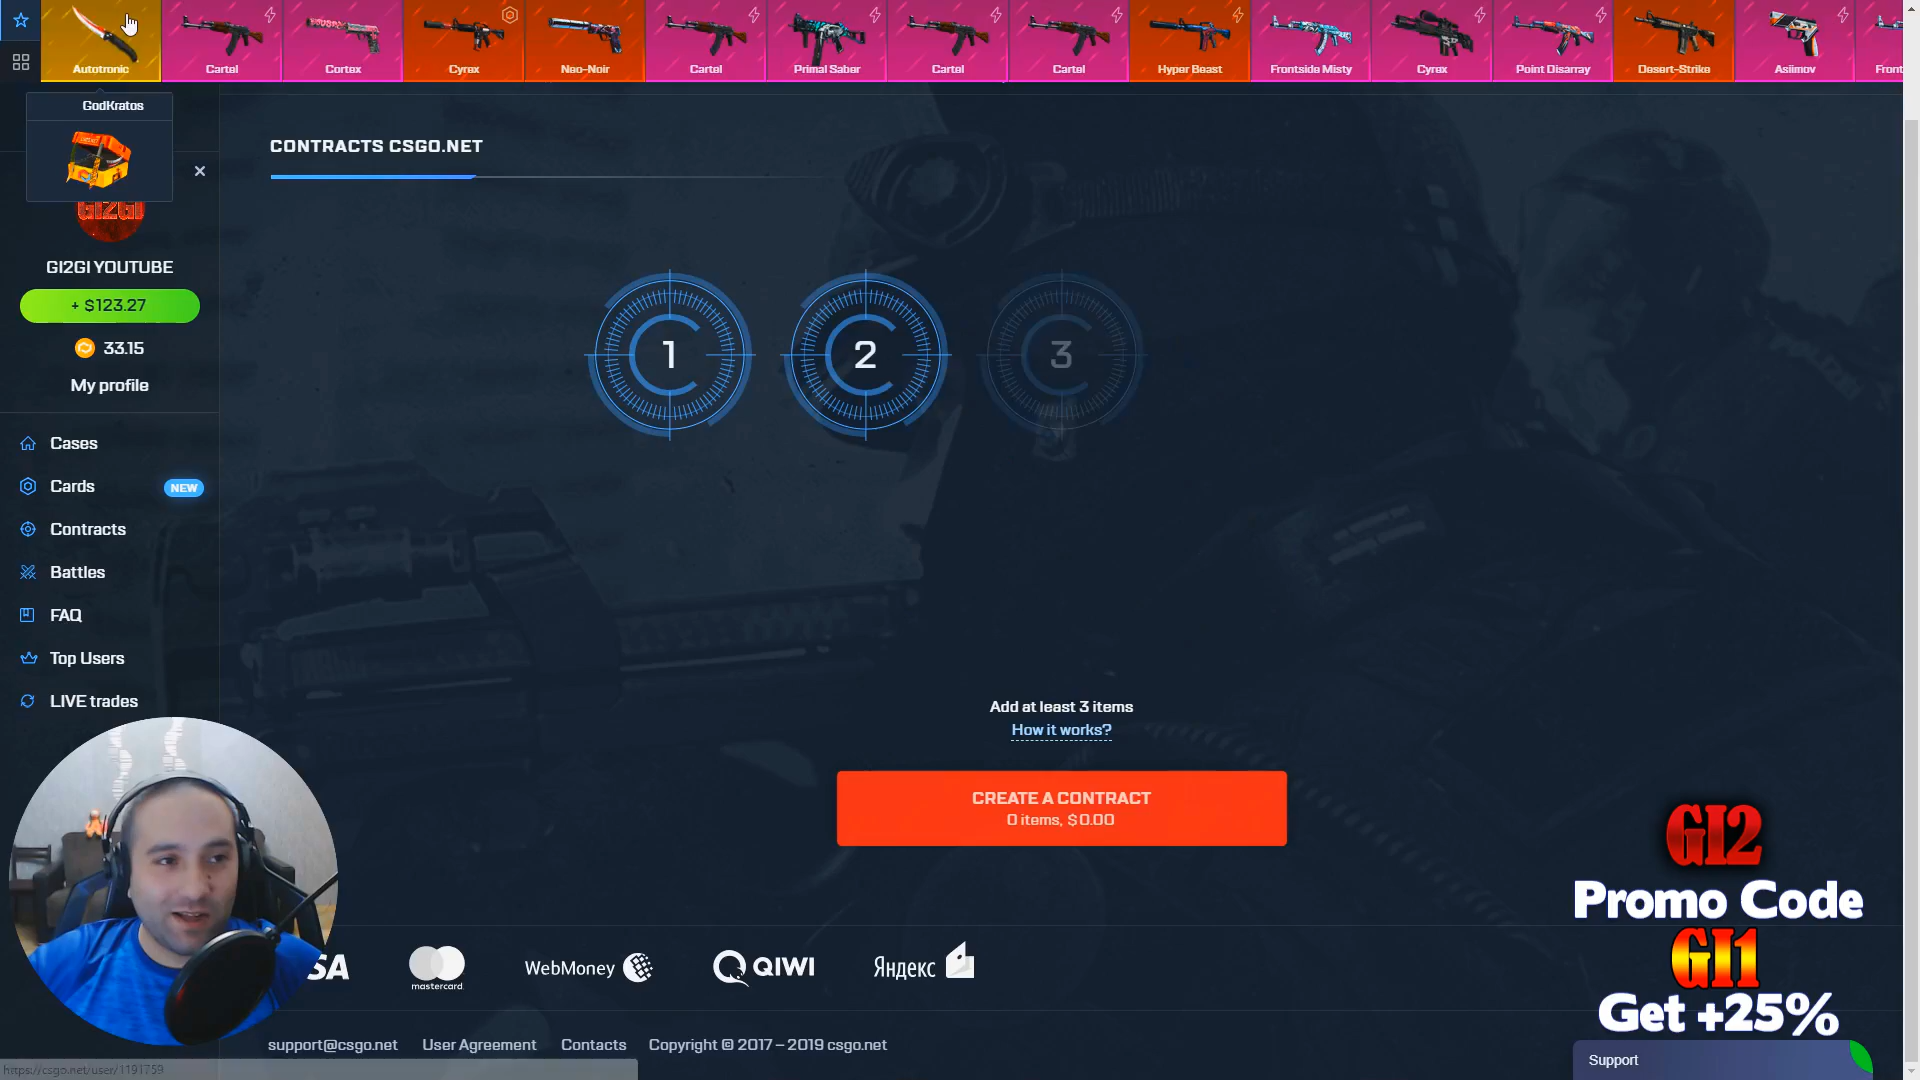 Autotronic
Cartel
Cortex
Cyrex
Neo-Noir
Cartel
Primal Saber
Cartel
Cartel
Hyper Beast
Frontside Misty
Cyrex
Point Disarray
Desert-Strike
Asiimov
Front
GodKratos
CONTRACTS CSGO.NET
GI2GI
GI2GI YOUTUBE
+ $123.27
33.15
My profile
1
2
3
Cases
Cards
NEW
Contracts
Battles
FAQ
Top Users
LIVE trades
Add at least 3 items
How it works?
CREATE A CONTRACT
0 items, $0.00
GI2
Promo Code
GI1
Get +25%
SA
mastercard
WebMoney
QIWI
Яндекс
support@csgo.net
User Agreement
Contacts
Copyright © 2017 – 2019 csgo.net
Support
https://csgo.net/user/1191759